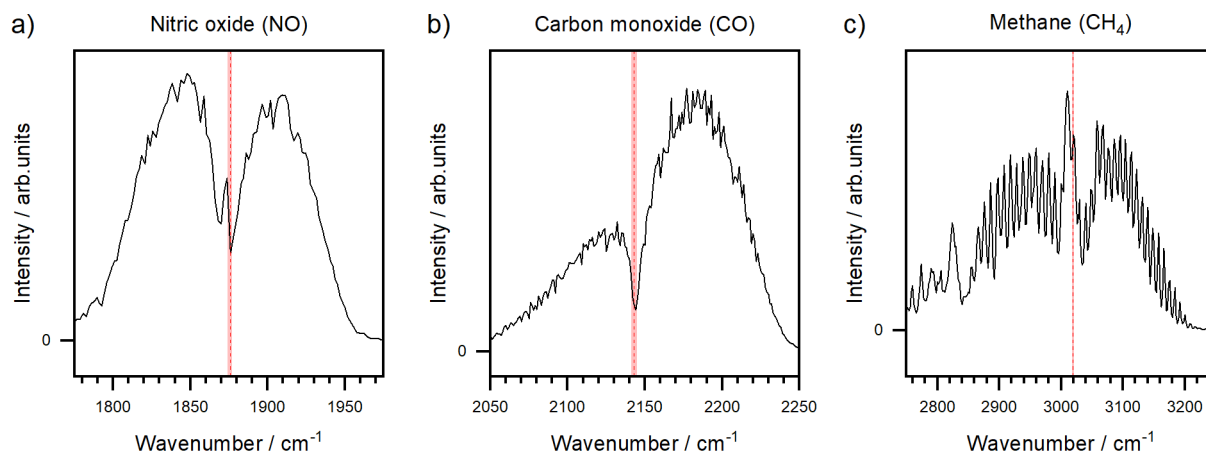 a) Nitric oxide (NO)
Intensity / arb.units
0
1800 1850 1900 1950
Wavenumber / cm⁻¹
b) Carbon monoxide (CO)
Intensity / arb.units
0
2050 2100 2150 2200 2250
Wavenumber / cm⁻¹
c) Methane (CH₄)
Intensity / arb.units
0
2800 2900 3000 3100 3200
Wavenumber / cm⁻¹